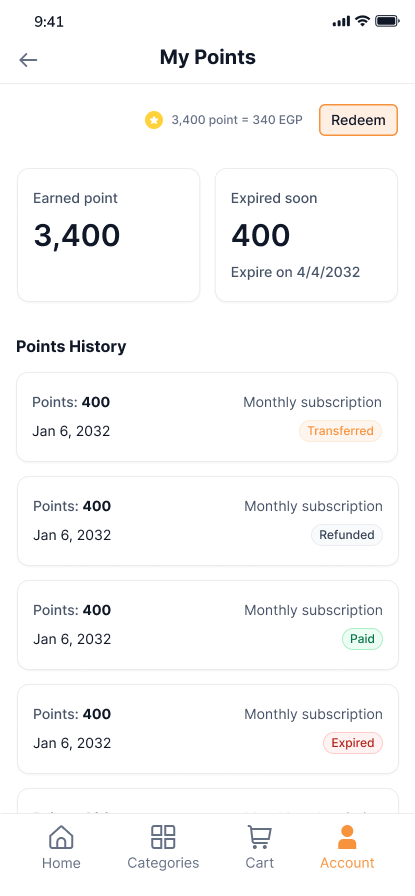 9:41
My Points
3,400 point = 340 EGP
Redeem
Earned point
3,400
Expired soon
400
Expire on 4/4/2032
Points History
Points: 400
Monthly subscription
Jan 6, 2032
Transferred
Points: 400
Monthly subscription
Jan 6, 2032
Refunded
Points: 400
Monthly subscription
Jan 6, 2032
Paid
Points: 400
Monthly subscription
Jan 6, 2032
Expired
Home
Categories
Cart
Account